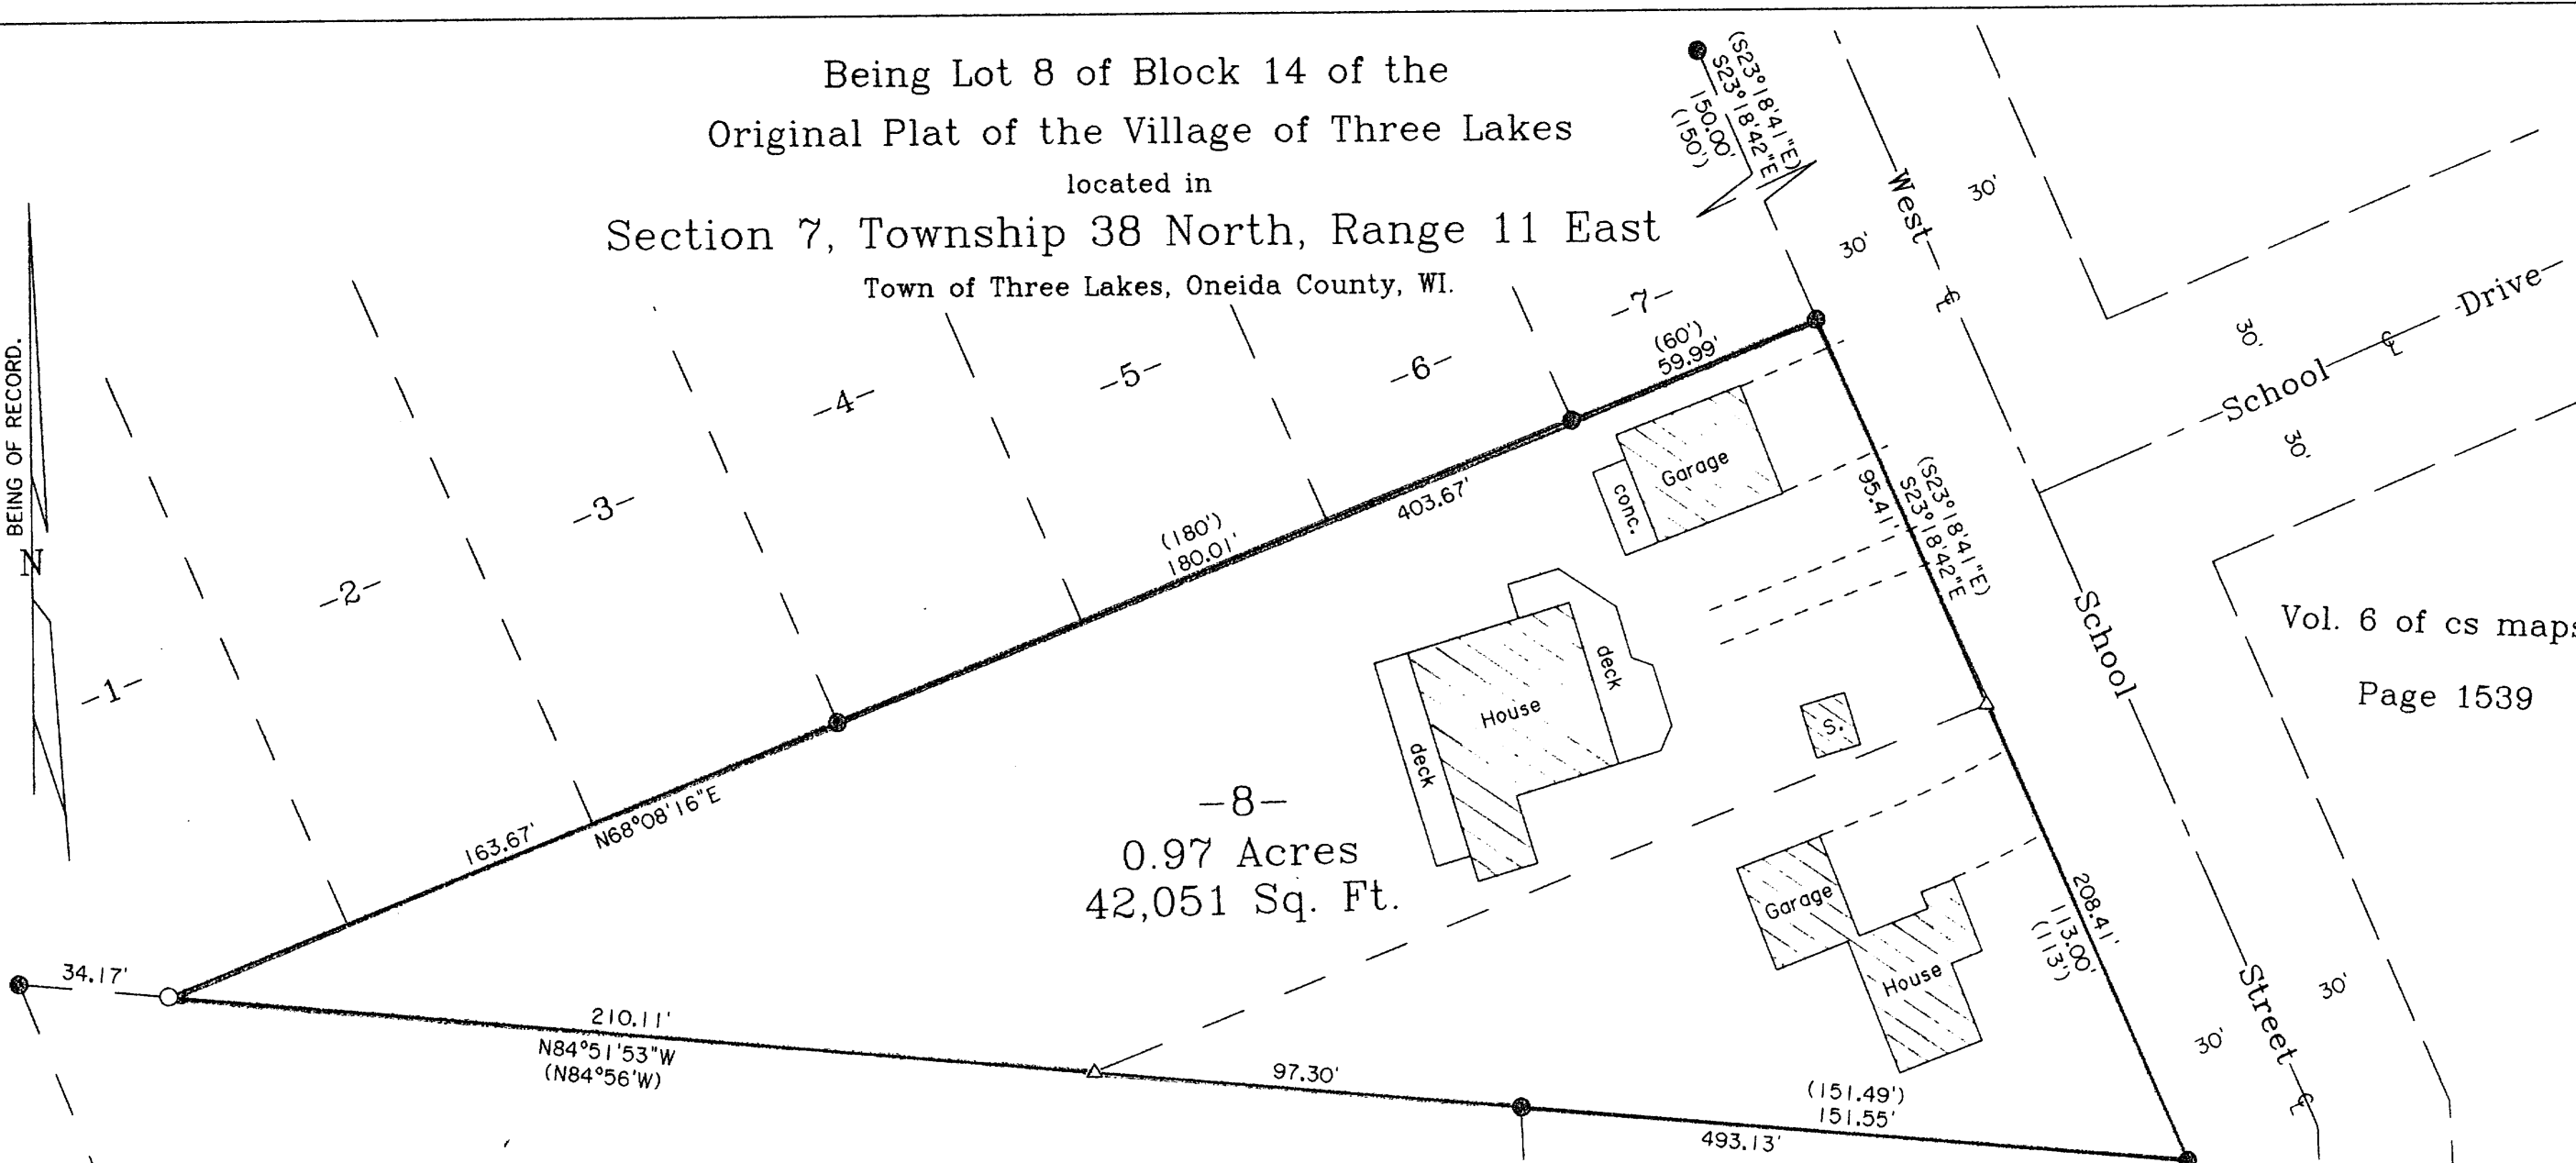 Being Lot 8 of Block 14 of the
Original Plat of the Village of Three Lakes
located in
Section 7, Township 38 North, Range 11 East
Town of Three Lakes, Oneida County, WI.
BEING OF RECORD.
N
(S23°18'41"E)
S23°18'42"E
150.00'
(150')
West
30'
30'
℄
-7-
(60')
59.99'
-6-
-5-
-4-
-3-
-2-
-1-
30'
School
℄
Drive
30'
Garage
conc.
403.67'
(180')
180.01'
95.41'
(S23°18'41"E)
S23°18'42"E
School
Vol. 6 of cs maps
Page 1539
deck
House
deck
S.
163.67'
N68°08'16"E
-8-
0.97 Acres
42,051 Sq. Ft.
Garage
House
208.41'
113.00'
(113')
Street
30'
30'
℄
34.17'
210.11'
N84°51'53"W
(N84°56'W)
97.30'
(151.49')
151.55'
493.13'